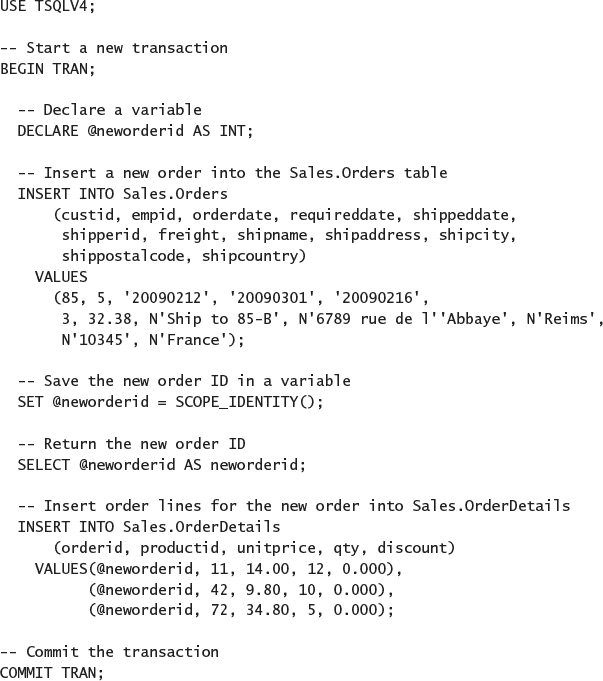 USE TSQLV4;
-- Start a new transaction
BEGIN TRAN;
-- Declare a variable
DECLARE @neworderid AS INT;
-- Insert a new order into the Sales.Orders table
INSERT INTO Sales.Orders
(custid, empid, orderdate, requireddate, shippeddate,
shipperid, freight, shipname, shipaddress, shipcity,
shippostalcode, shipcountry)
VALUES
(85, 5, '20090212', '20090301', '20090216',
3, 32.38, N'Ship to 85-B', N'6789 rue de l''Abbaye', N'Reims',
N'10345', N'France');
-- Save the new order ID in a variable
SET @neworderid = SCOPE_IDENTITY();
-- Return the new order ID
SELECT @neworderid AS neworderid;
-- Insert order lines for the new order into Sales.OrderDetails
INSERT INTO Sales.OrderDetails
(orderid, productid, unitprice, qty, discount)
VALUES(@neworderid, 11, 14.00, 12, 0.000),
(@neworderid, 42, 9.80, 10, 0.000),
(@neworderid, 72, 34.80, 5, 0.000);
-- Commit the transaction
COMMIT TRAN;